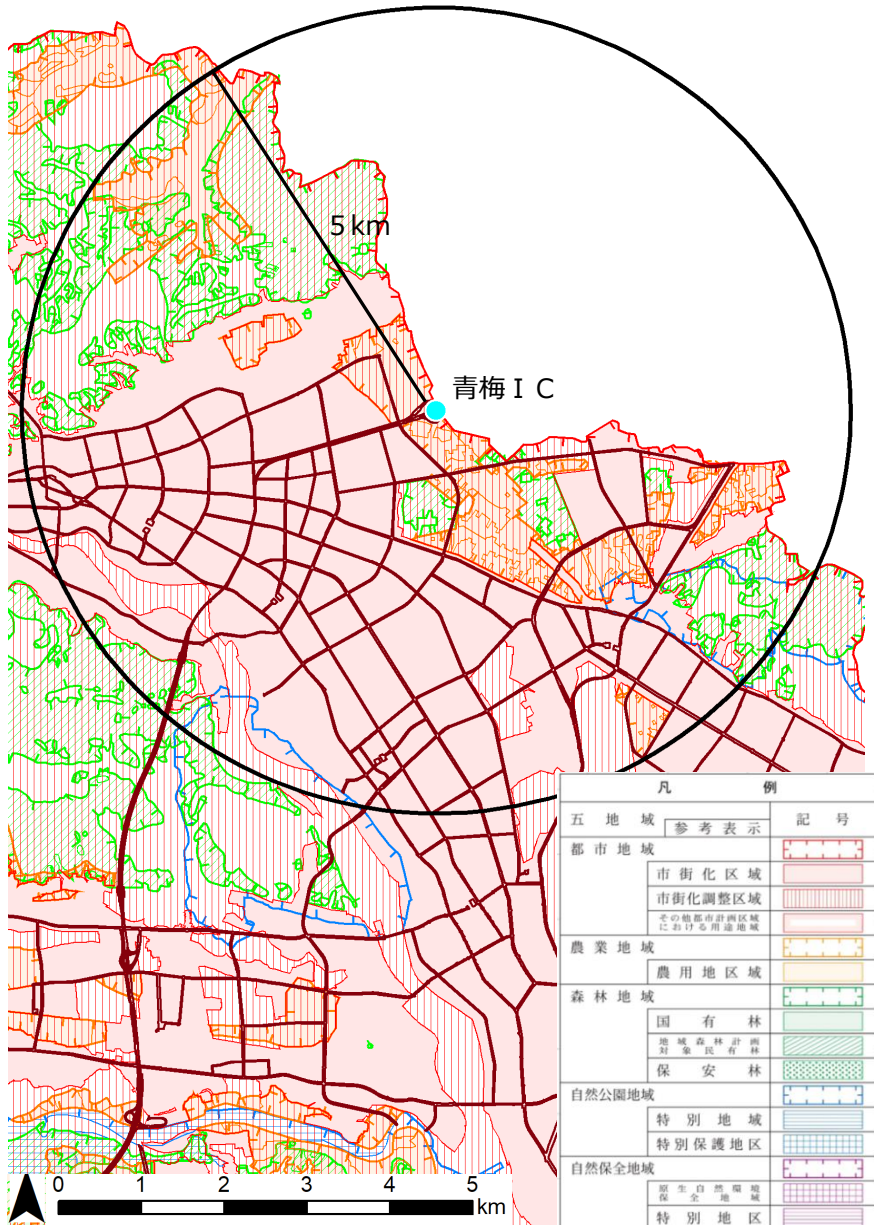 5km
青梅ＩＣ
凡 例
五地域 参考表示 記号
都市地域
市街化区域
市街化調整区域
その他都市計画区域
における用途地域
農業地域
農用地区域
森林地域
国有林
地域森林計画
対象民有林
保安林
自然公園地域
特別地域
特別保護地区
自然保全地域
原生自然環境
保全地域
特別地区
0 1 2 3 4 5
km